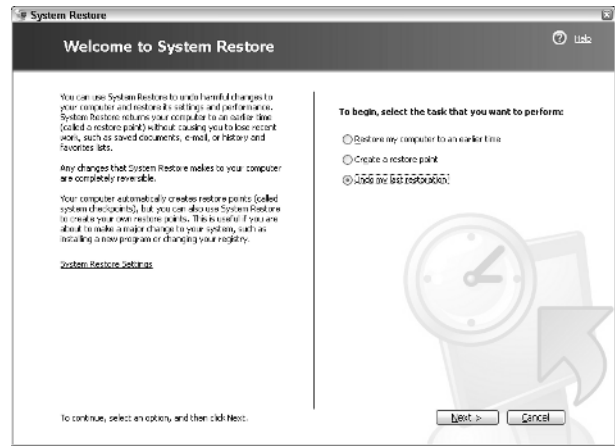 System Restore
Welcome to System Restore
Help
You can use System Restore to undo harmful changes to
your computer and restore its settings and performance.
System Restore returns your computer to an earlier time
(called a restore point) without causing you to lose recent
work, such as saved documents, e-mail, or history and
favorites lists.
Any changes that System Restore makes to your computer
are completely reversible.
Your computer automatically creates restore points (called
system checkpoints), but you can also use System Restore
to create your own restore points. This is useful if you are
about to make a major change to your system, such as
installing a new program or changing your registry.
System Restore Settings
To begin, select the task that you want to perform:
Restore my computer to an earlier time
Create a restore point
Undo my last restoration
To continue, select an option, and then click Next.
Next >
Cancel